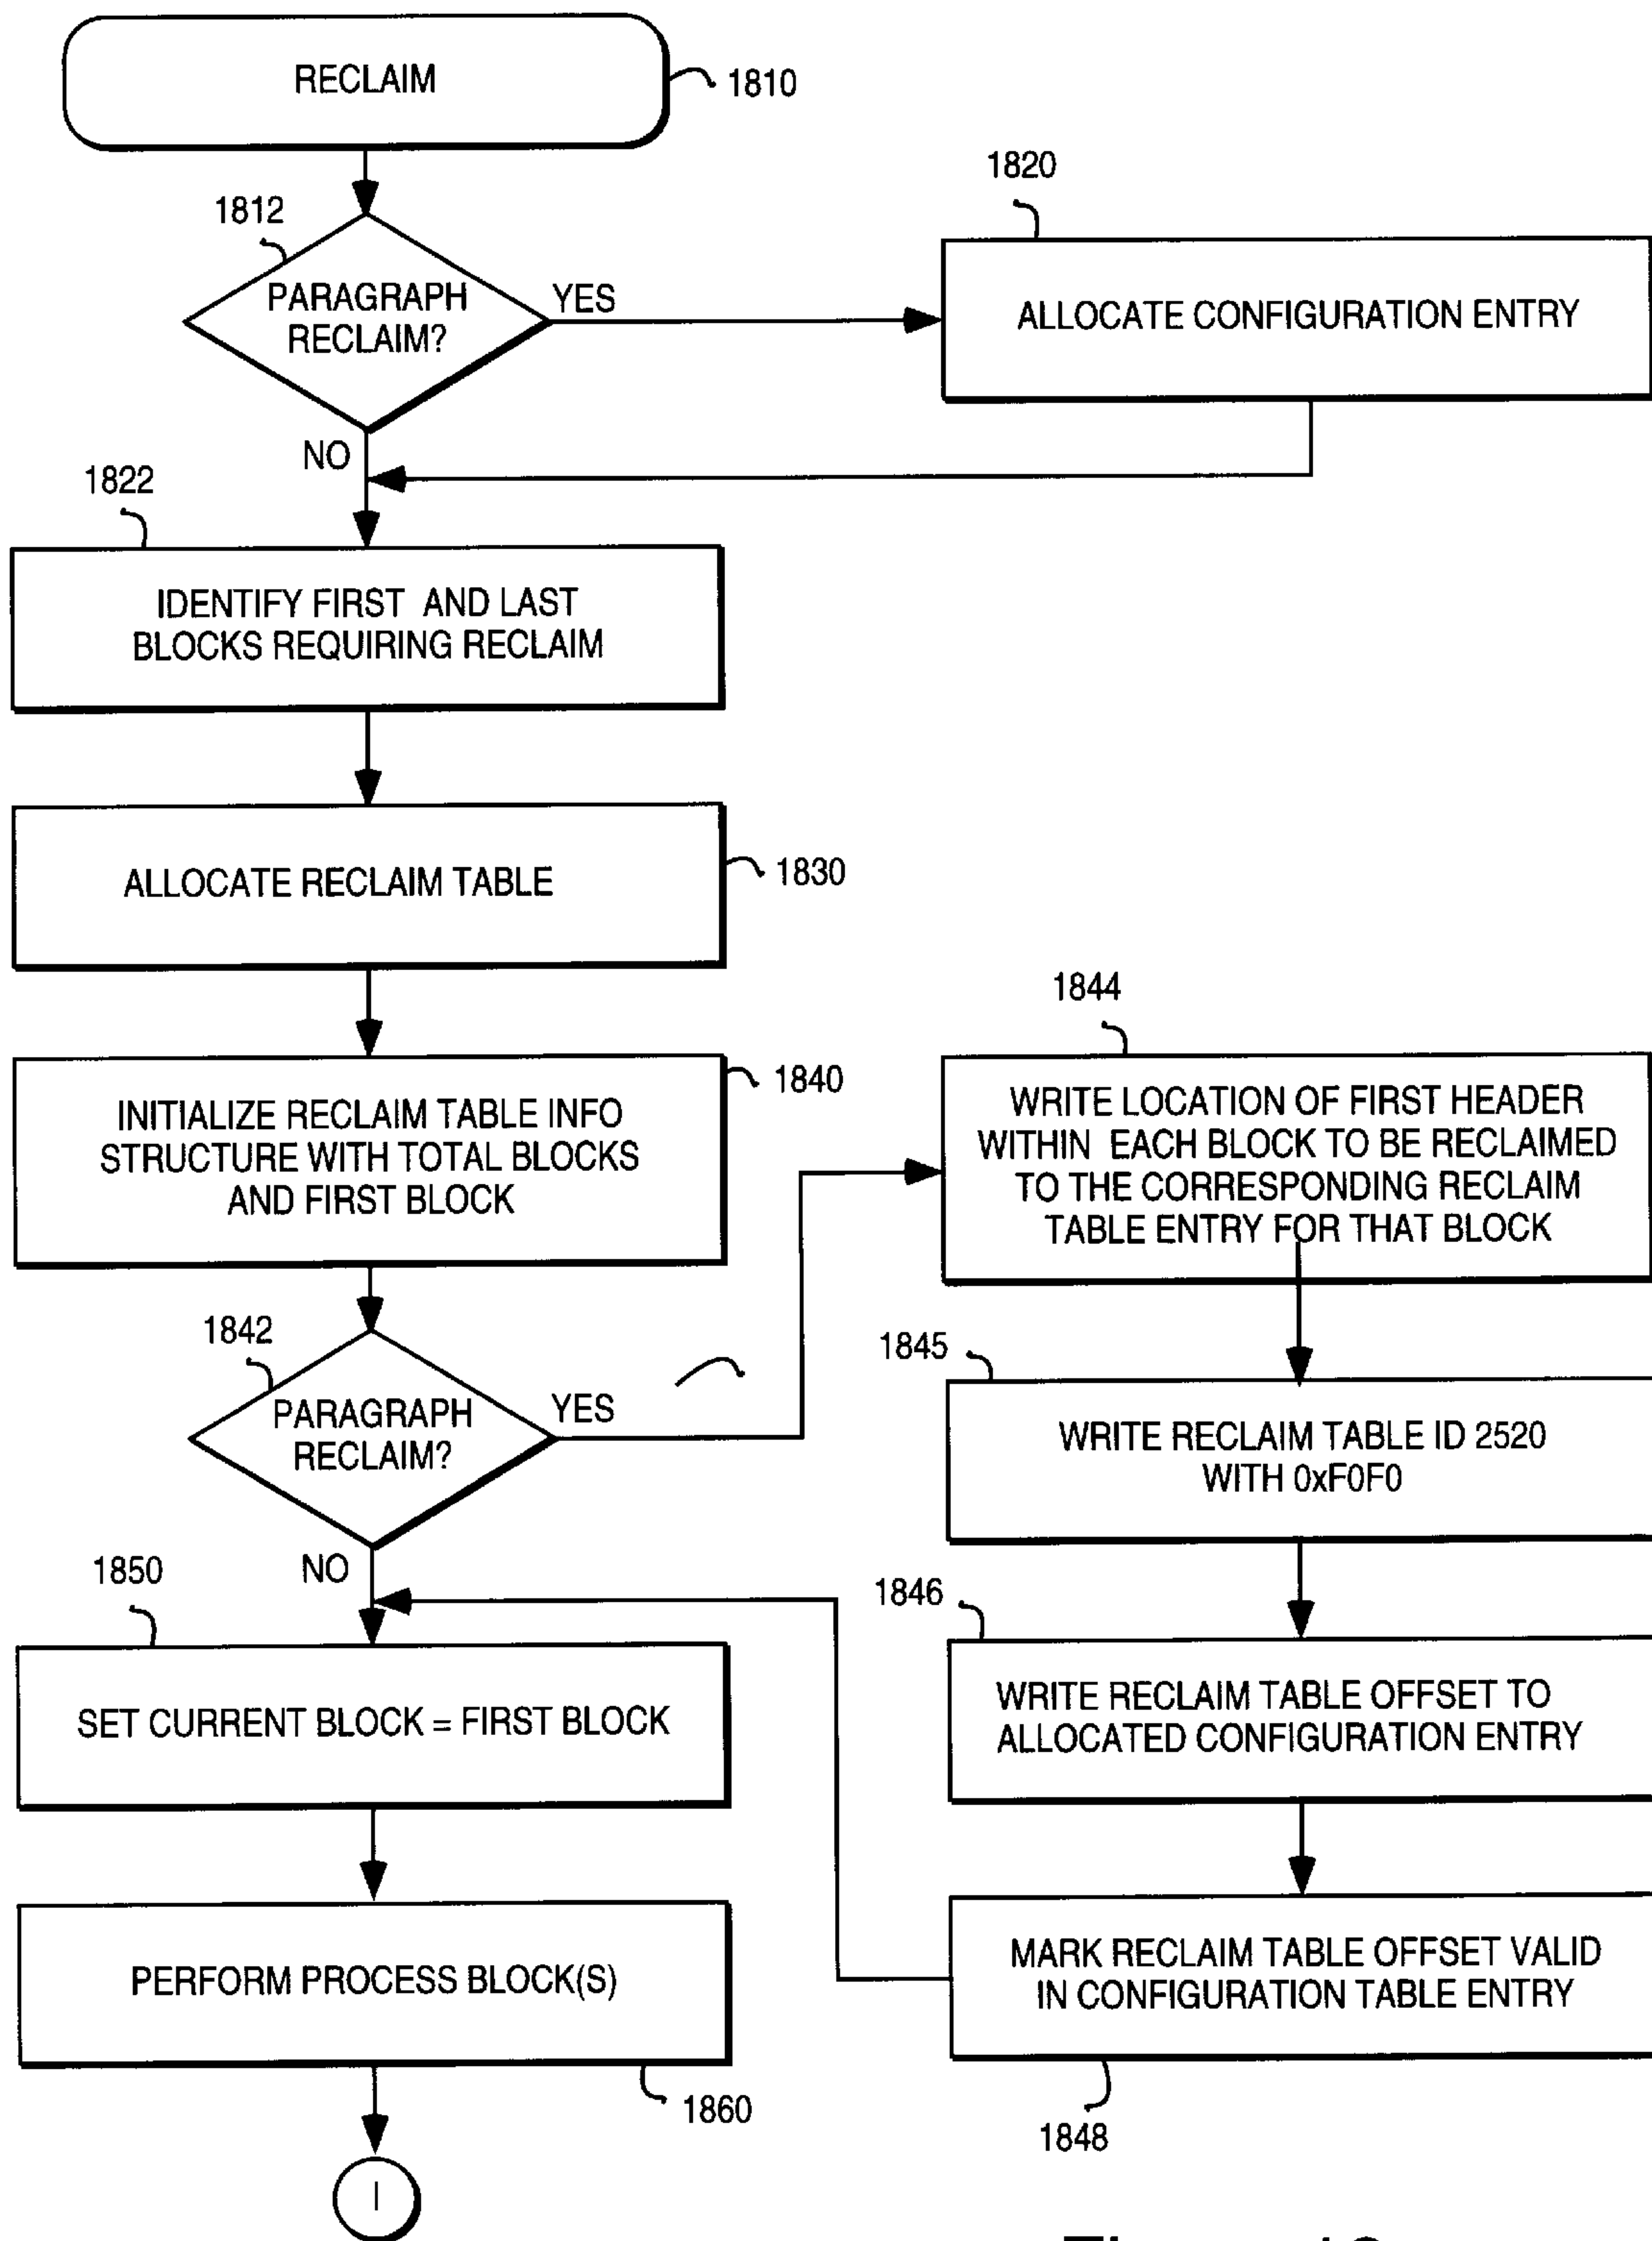 RECLAIM
1810
1812
PARAGRAPH
RECLAIM?
YES
NO
1820
ALLOCATE CONFIGURATION ENTRY
1822
IDENTIFY FIRST AND LAST
BLOCKS REQUIRING RECLAIM
ALLOCATE RECLAIM TABLE
1830
INITIALIZE RECLAIM TABLE INFO
STRUCTURE WITH TOTAL BLOCKS
AND FIRST BLOCK
1840
1842
PARAGRAPH
RECLAIM?
YES
NO
1844
WRITE LOCATION OF FIRST HEADER
WITHIN EACH BLOCK TO BE RECLAIMED
TO THE CORRESPONDING RECLAIM
TABLE ENTRY FOR THAT BLOCK
1845
WRITE RECLAIM TABLE ID 2520
WITH 0xF0F0
1846
WRITE RECLAIM TABLE OFFSET TO
ALLOCATED CONFIGURATION ENTRY
MARK RECLAIM TABLE OFFSET VALID
IN CONFIGURATION TABLE ENTRY
1848
1850
SET CURRENT BLOCK = FIRST BLOCK
PERFORM PROCESS BLOCK(S)
1860
I